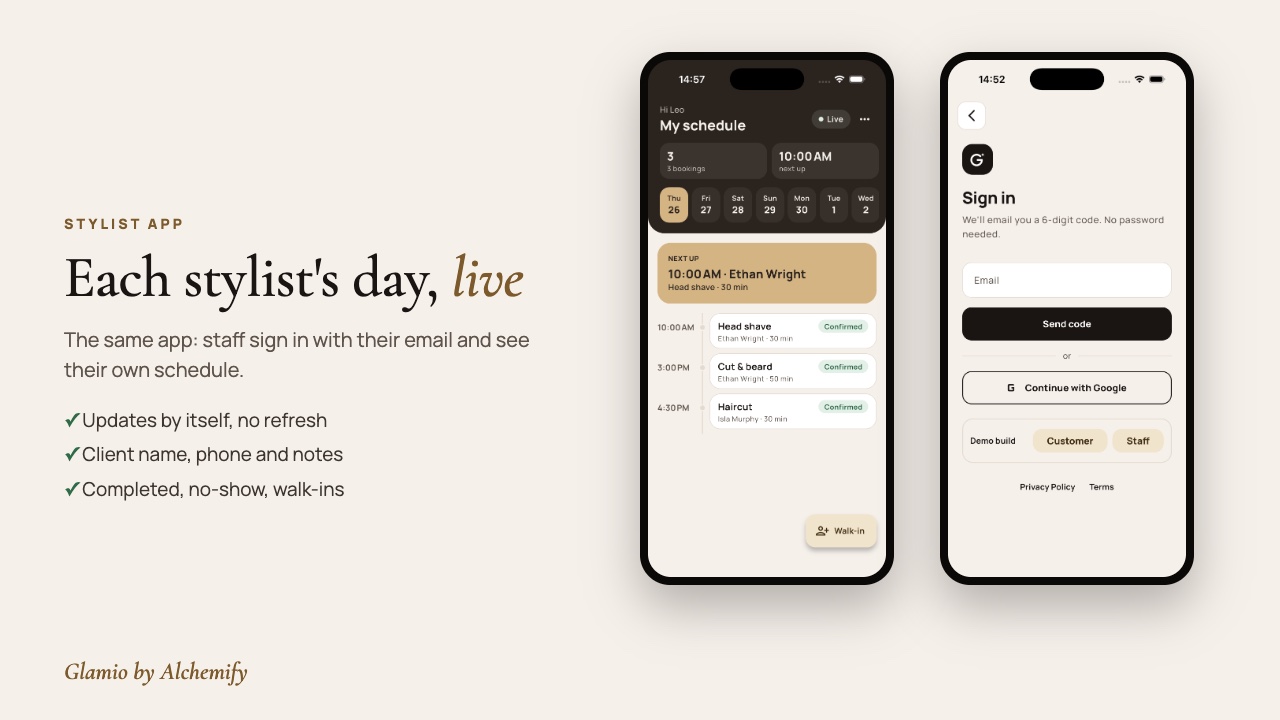 STYLIST APP
Each stylist's day, live
The same app: staff sign in with their email and see
their own schedule.
✓Updates by itself, no refresh
✓Client name, phone and notes
✓Completed, no-show, walk-ins
Glamio by Alchemify
14:57
Hi Leo
My schedule
Live
3
3 bookings
10:00 AM
next up
Thu 26
Fri 27
Sat 28
Sun 29
Mon 30
Tue 1
Wed 2
NEXT UP
10:00 AM · Ethan Wright
Head shave · 30 min
10:00 AM
Head shave
Confirmed
Ethan Wright · 30 min
3:00 PM
Cut & beard
Confirmed
Ethan Wright · 50 min
4:30 PM
Haircut
Confirmed
Isla Murphy · 30 min
Walk-in
14:52
G
Sign in
We'll email you a 6-digit code. No password
needed.
Email
Send code
or
G Continue with Google
Demo build
Customer
Staff
Privacy Policy
Terms